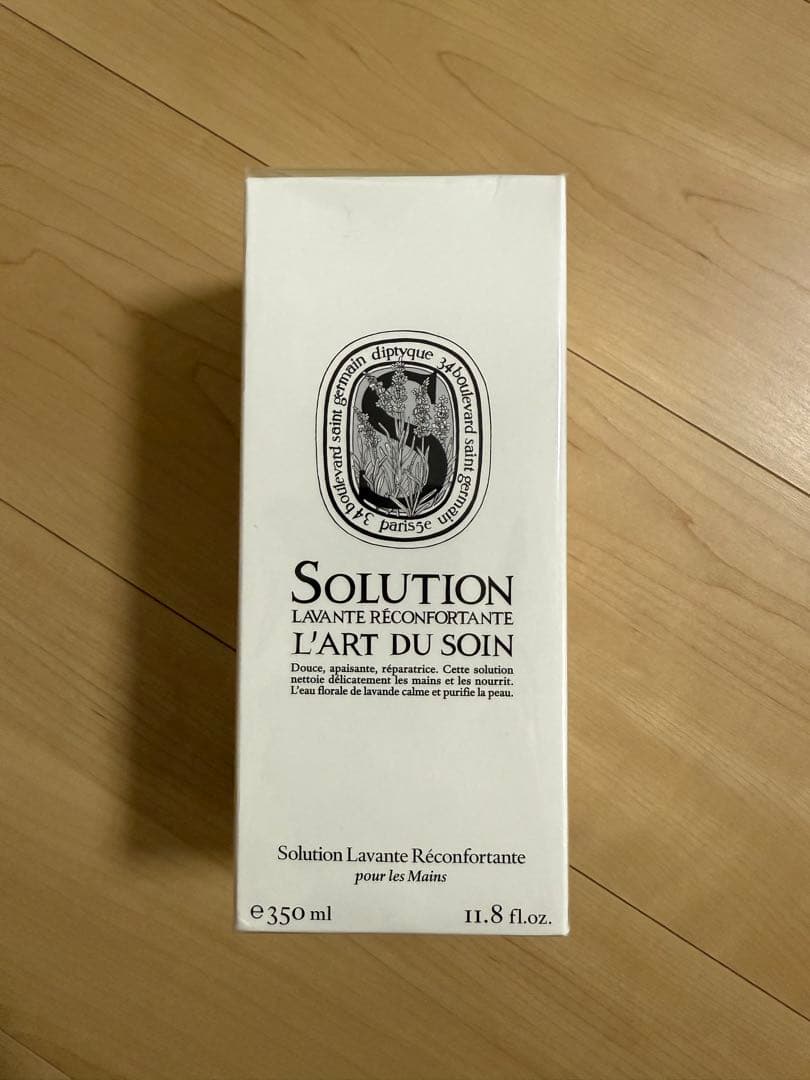 diptyque 34 boulevard saint germain paris5e 34 boulevard saint germain
S
SOLUTION
LAVANTE RÉCONFORTANTE
L'ART DU SOIN
Douce, apaisante, réparatrice. Cette solution
nettoie délicatement les mains et les nourrit.
L'eau florale de lavande calme et purifie la peau.
Solution Lavante Réconfortante
pour les Mains
℮350 ml
11.8 fl.oz.